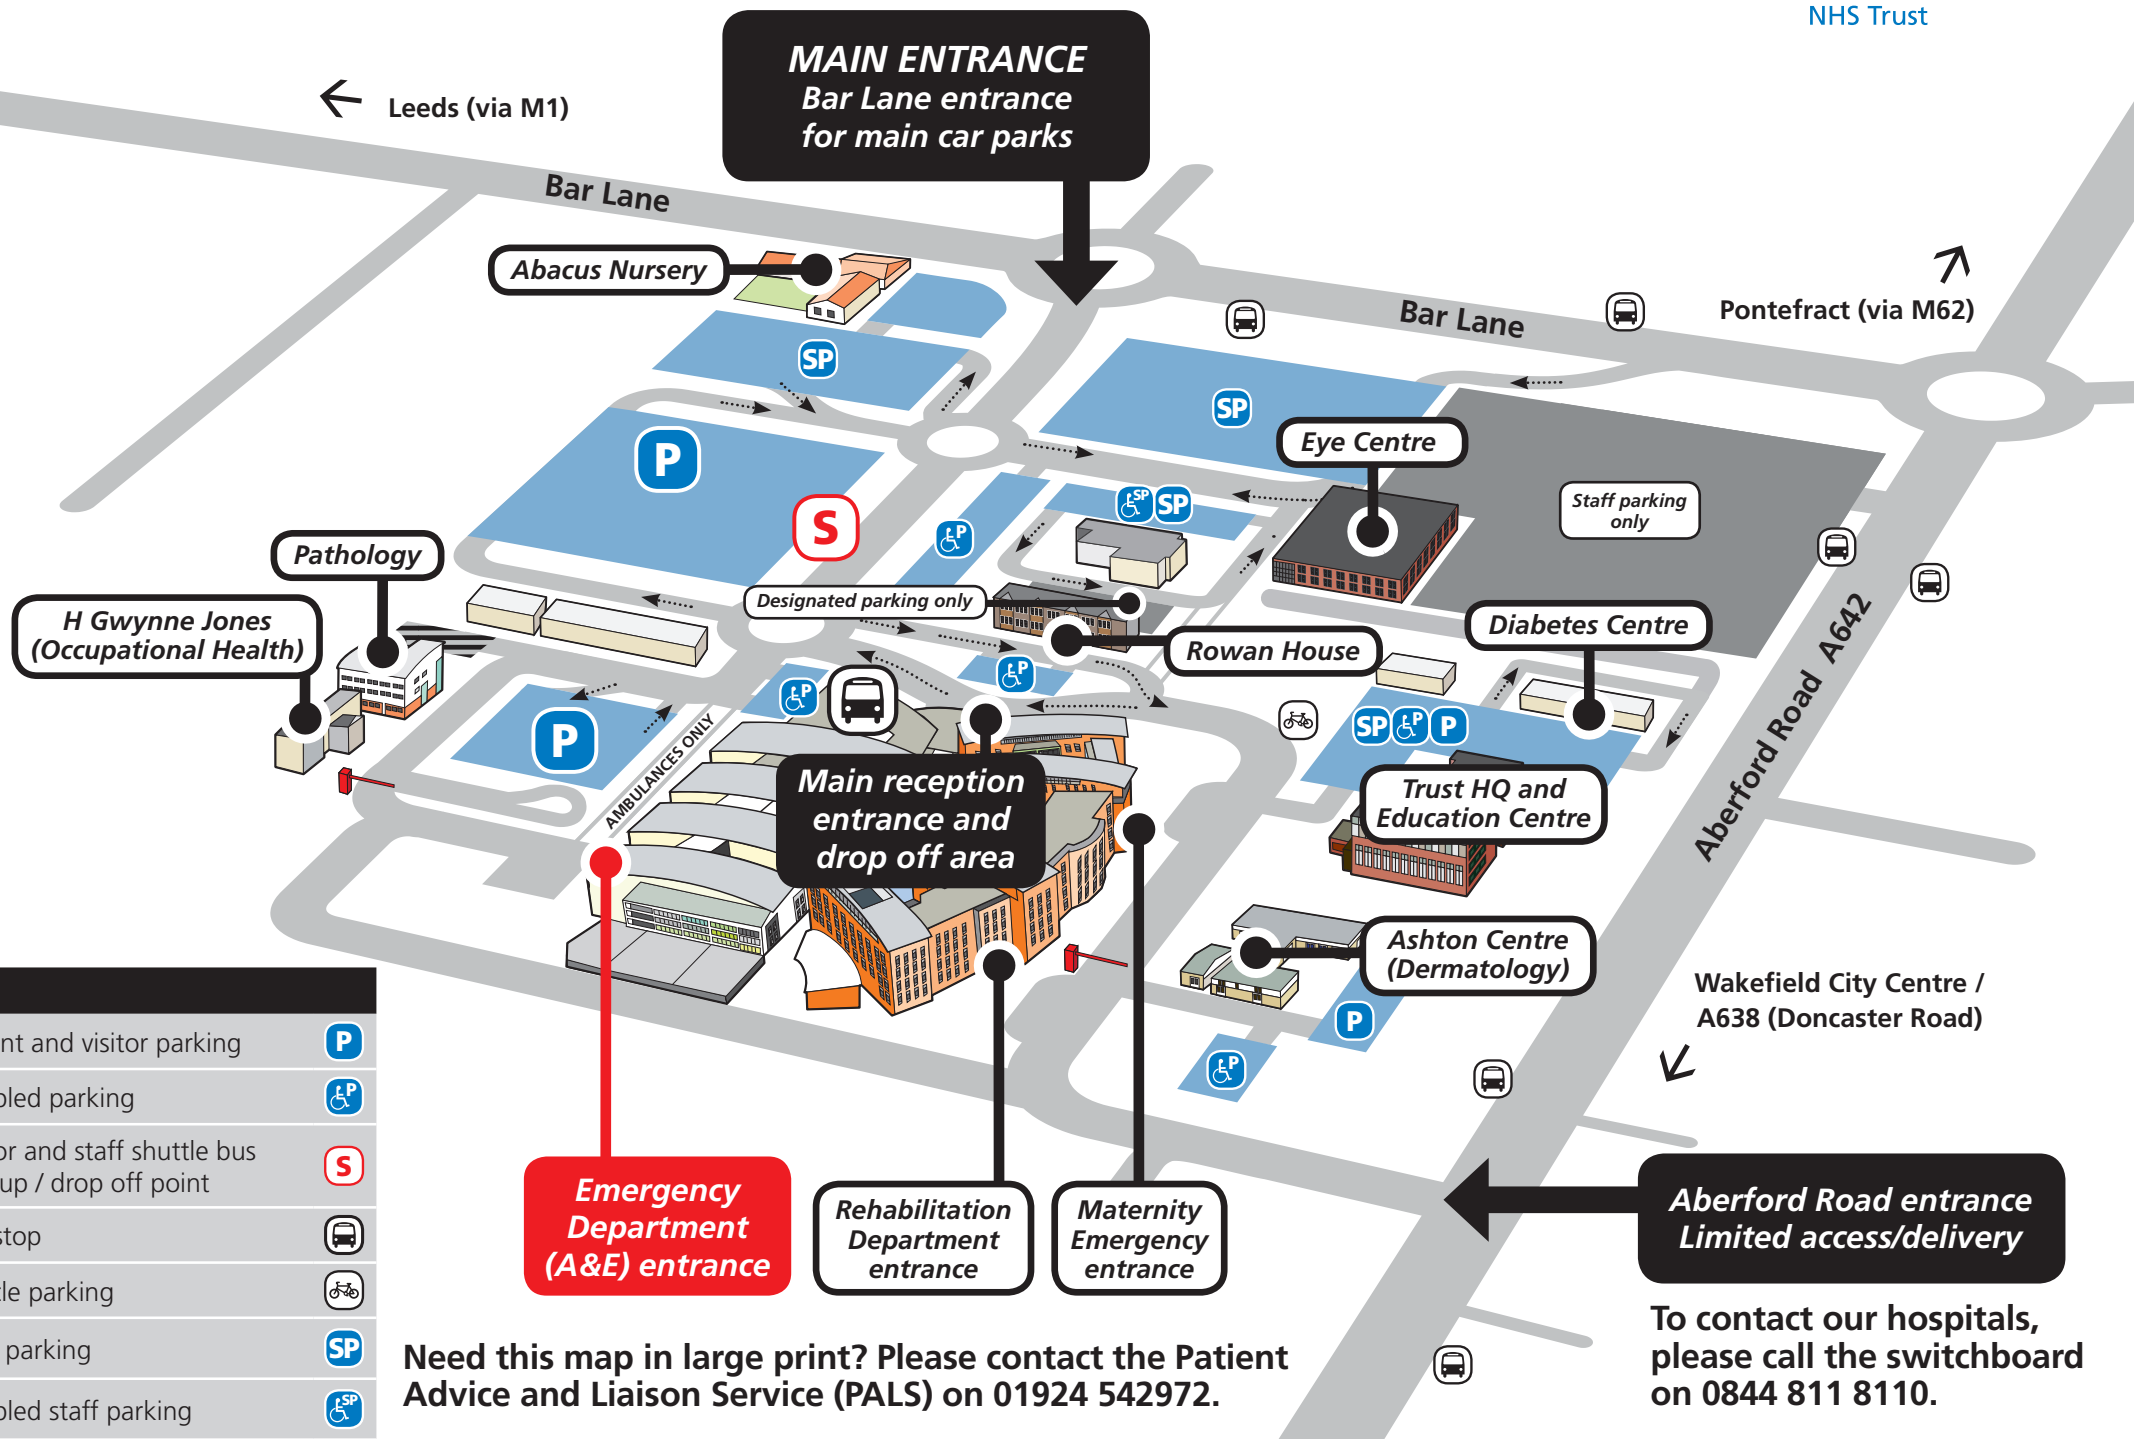 NHS Trust
MAIN ENTRANCE
Bar Lane entrance
for main car parks
Leeds (via M1)
Bar Lane
Abacus Nursery
Bar Lane
Pontefract (via M62)
SP
SP
P
Eye Centre
Staff parking
only
SP
SP
P
S
Pathology
Designated parking only
H Gwynne Jones
(Occupational Health)
Diabetes Centre
Rowan House
Aberford Road A642
P
P
P
AMBULANCES ONLY
SP
P
P
Main reception
entrance and
drop off area
Trust HQ and
Education Centre
Ashton Centre
(Dermatology)
Wakefield City Centre /
A638 (Doncaster Road)
P
P
nt and visitor parking
P
led parking
P
or and staff shuttle bus
up / drop off point
S
stop
le parking
parking
SP
led staff parking
SP
Emergency
Department
(A&E) entrance
Rehabilitation
Department
entrance
Maternity
Emergency
entrance
Aberford Road entrance
Limited access/delivery
Need this map in large print? Please contact the Patient
Advice and Liaison Service (PALS) on 01924 542972.
To contact our hospitals,
please call the switchboard
on 0844 811 8110.